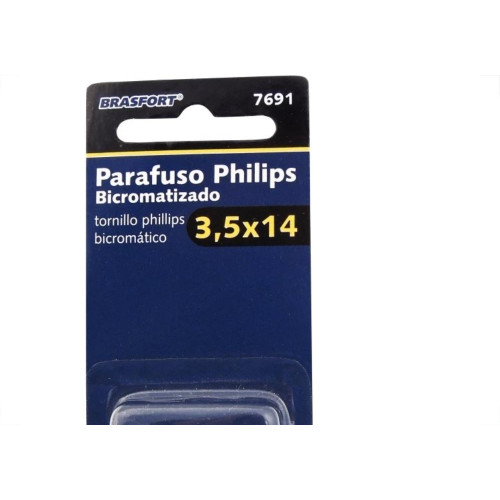 BRASFORT® 7691
Parafuso Philips
Bicromatizado
tornillo phillips
bicromático
3,5x14